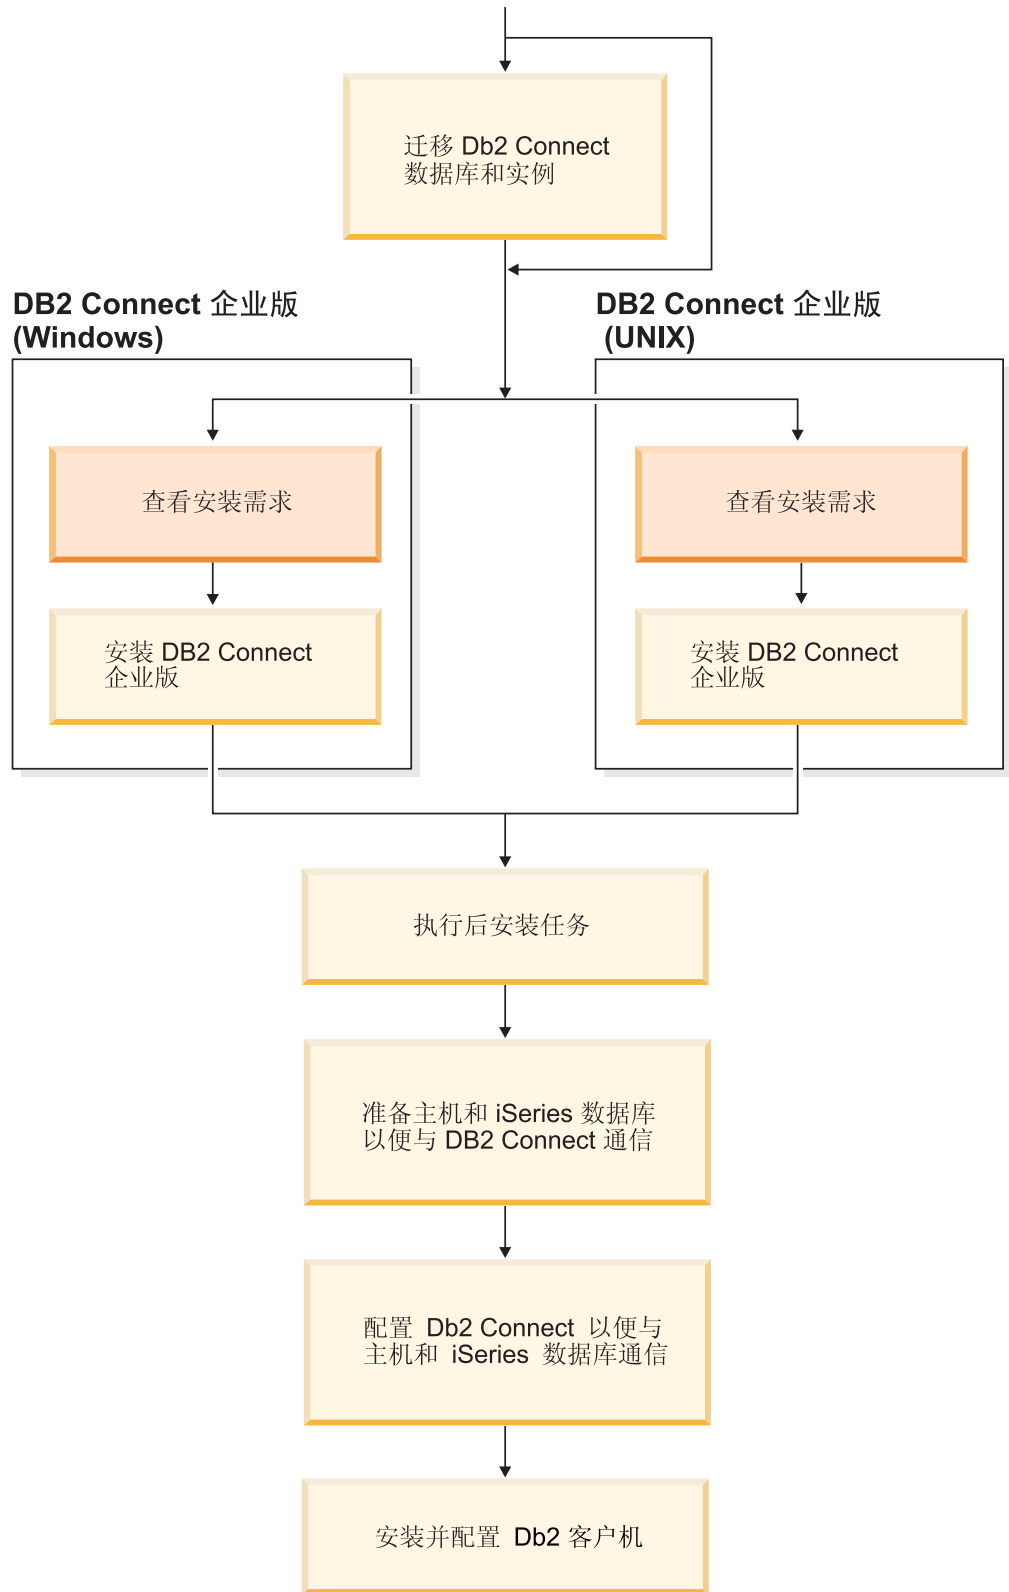 迁移 Db2 Connect
数据库和实例
DB2 Connect 企业版
(Windows)
DB2 Connect 企业版
(UNIX)
查看安装需求
查看安装需求
安装 DB2 Connect
企业版
安装 DB2 Connect
企业版
执行后安装任务
准备主机和 iSeries 数据库
以便与 DB2 Connect 通信
配置 Db2 Connect 以便与
主机和 iSeries 数据库通信
安装并配置 Db2 客户机